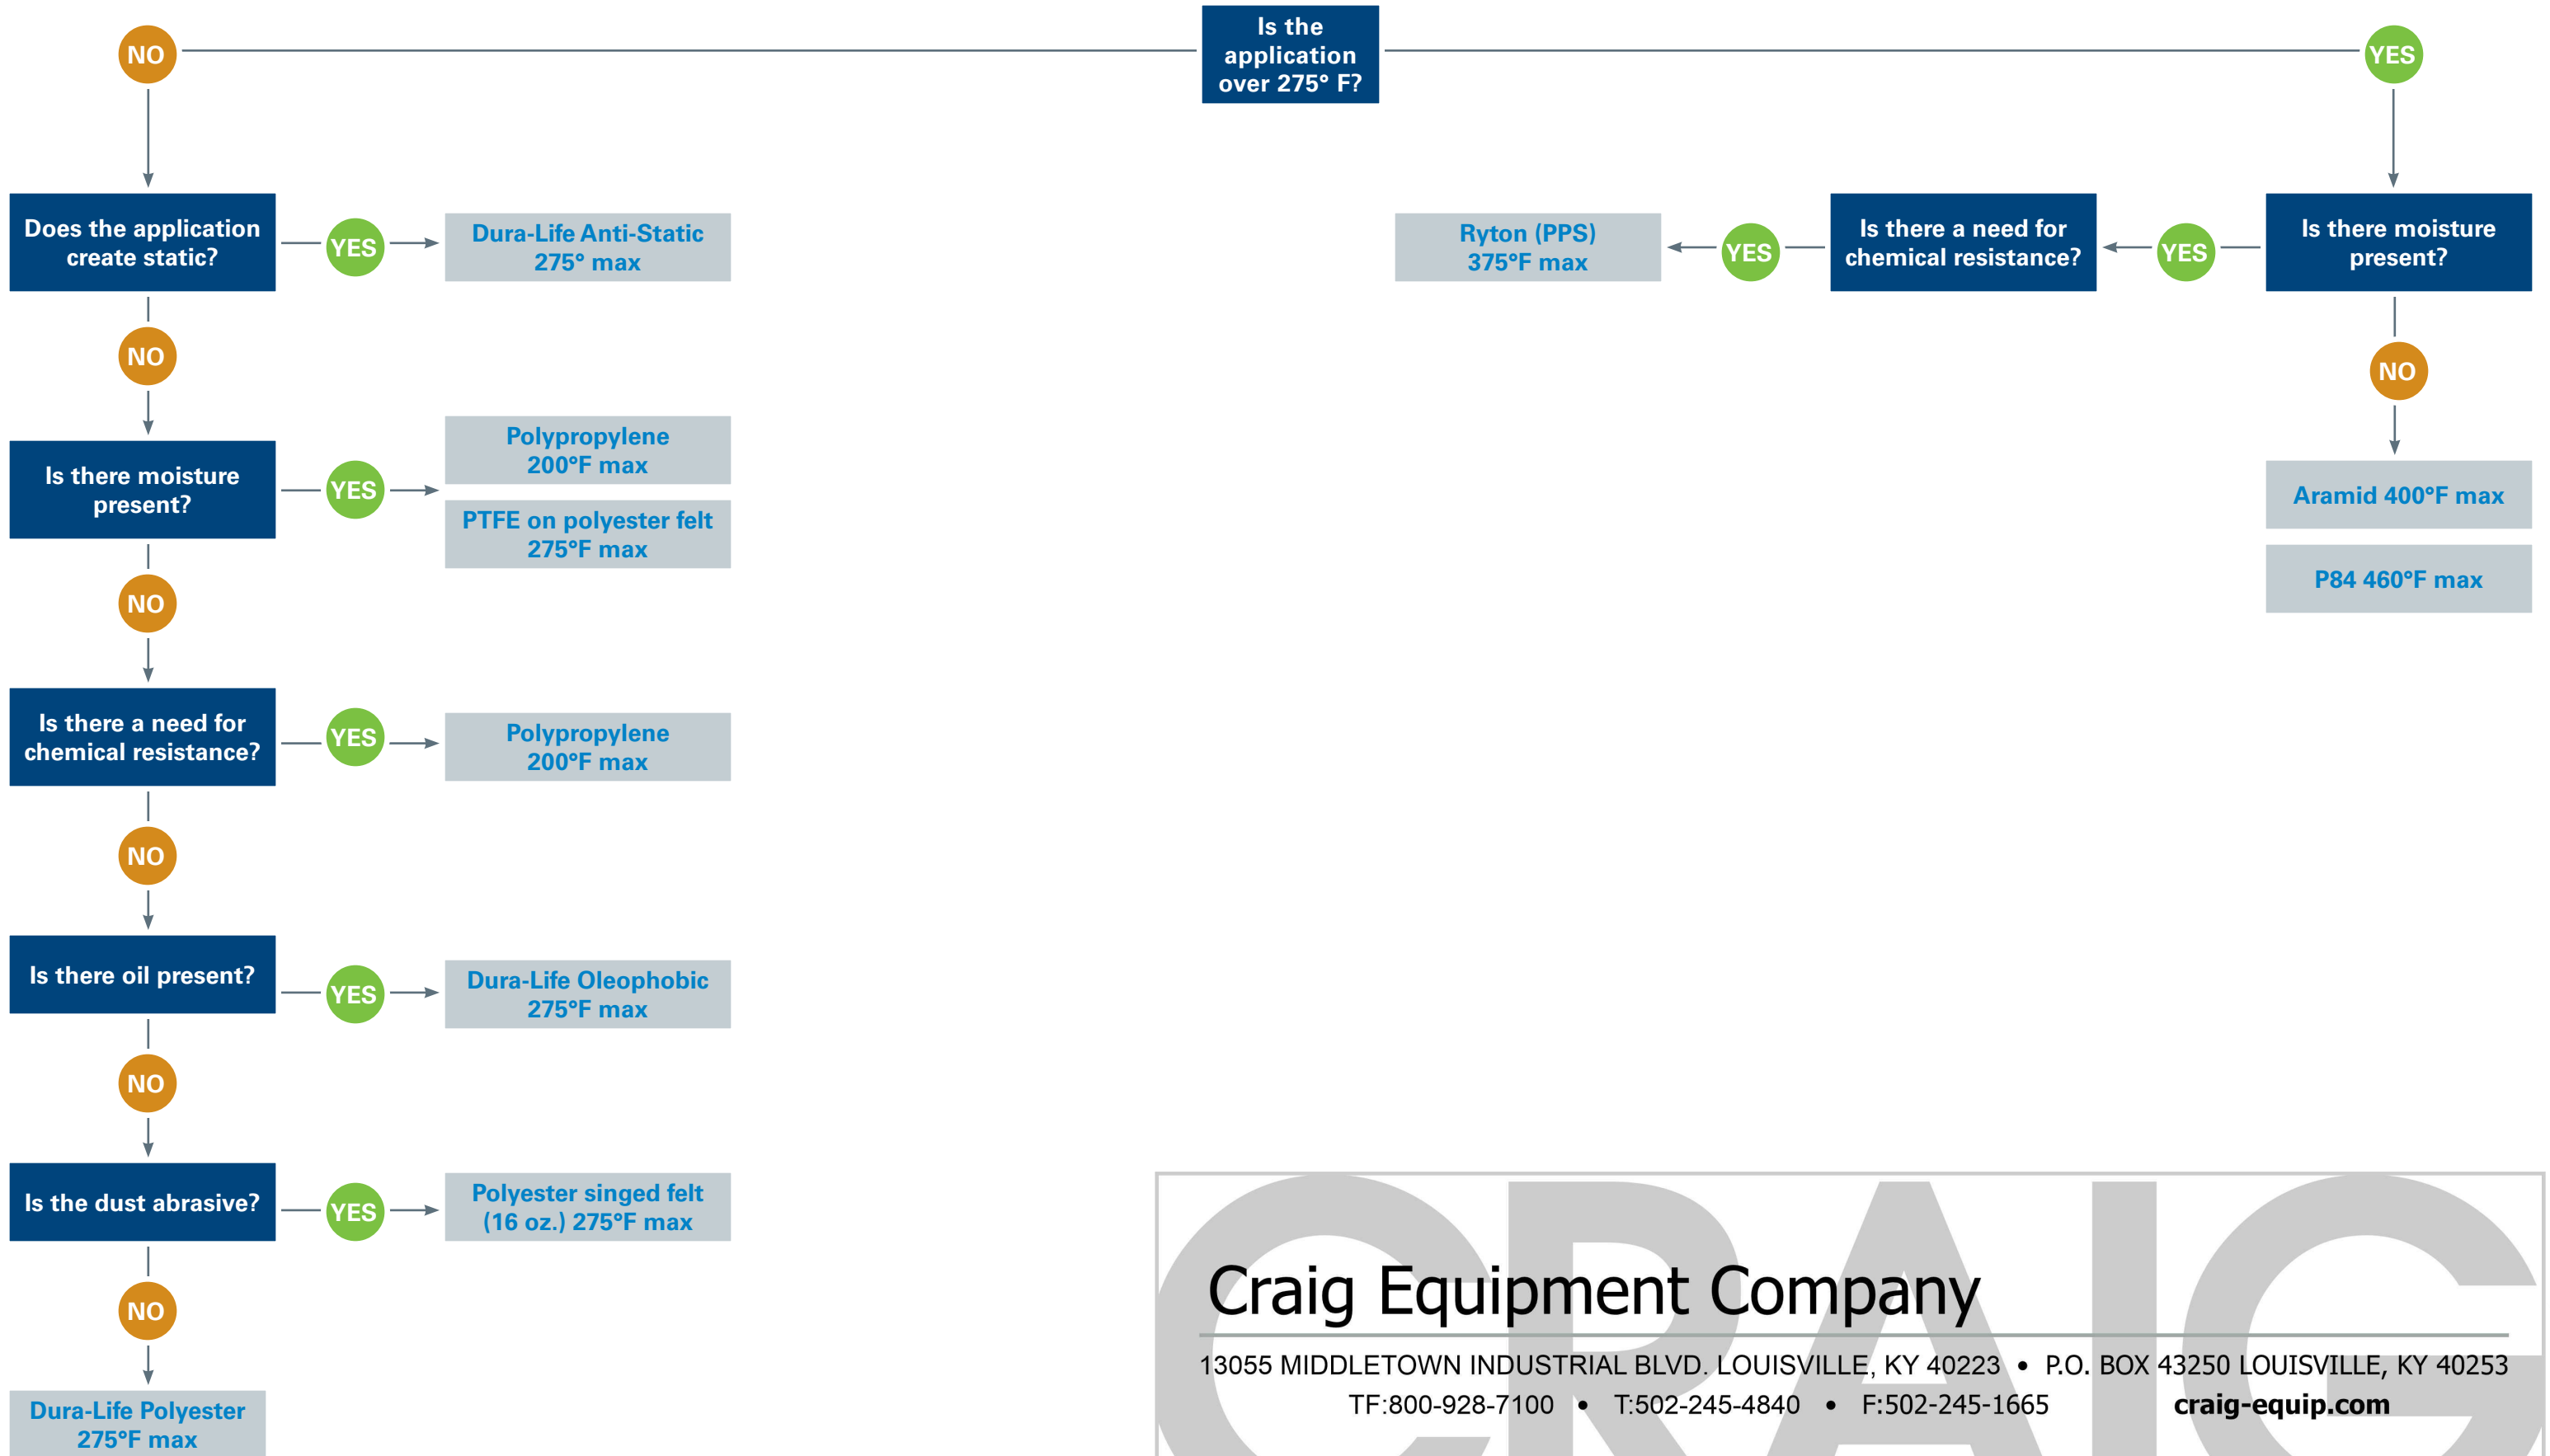 Is the
application
over 275° F?
NO
YES
Does the application
create static?
YES
Dura-Life Anti-Static
275° max
NO
Is there moisture
present?
YES
Polypropylene
200°F max
PTFE on polyester felt
275°F max
NO
Is there a need for
chemical resistance?
YES
Polypropylene
200°F max
NO
Is there oil present?
YES
Dura-Life Oleophobic
275°F max
NO
Is the dust abrasive?
YES
Polyester singed felt
(16 oz.) 275°F max
NO
Dura-Life Polyester
275°F max
Is there moisture
present?
YES
Is there a need for
chemical resistance?
YES
Ryton (PPS)
375°F max
NO
Aramid 400°F max
P84 460°F max
CRAIG
Craig Equipment Company
13055 MIDDLETOWN INDUSTRIAL BLVD. LOUISVILLE, KY 40223 • P.O. BOX 43250 LOUISVILLE, KY 40253
TF:800-928-7100 • T:502-245-4840 • F:502-245-1665 craig-equip.com